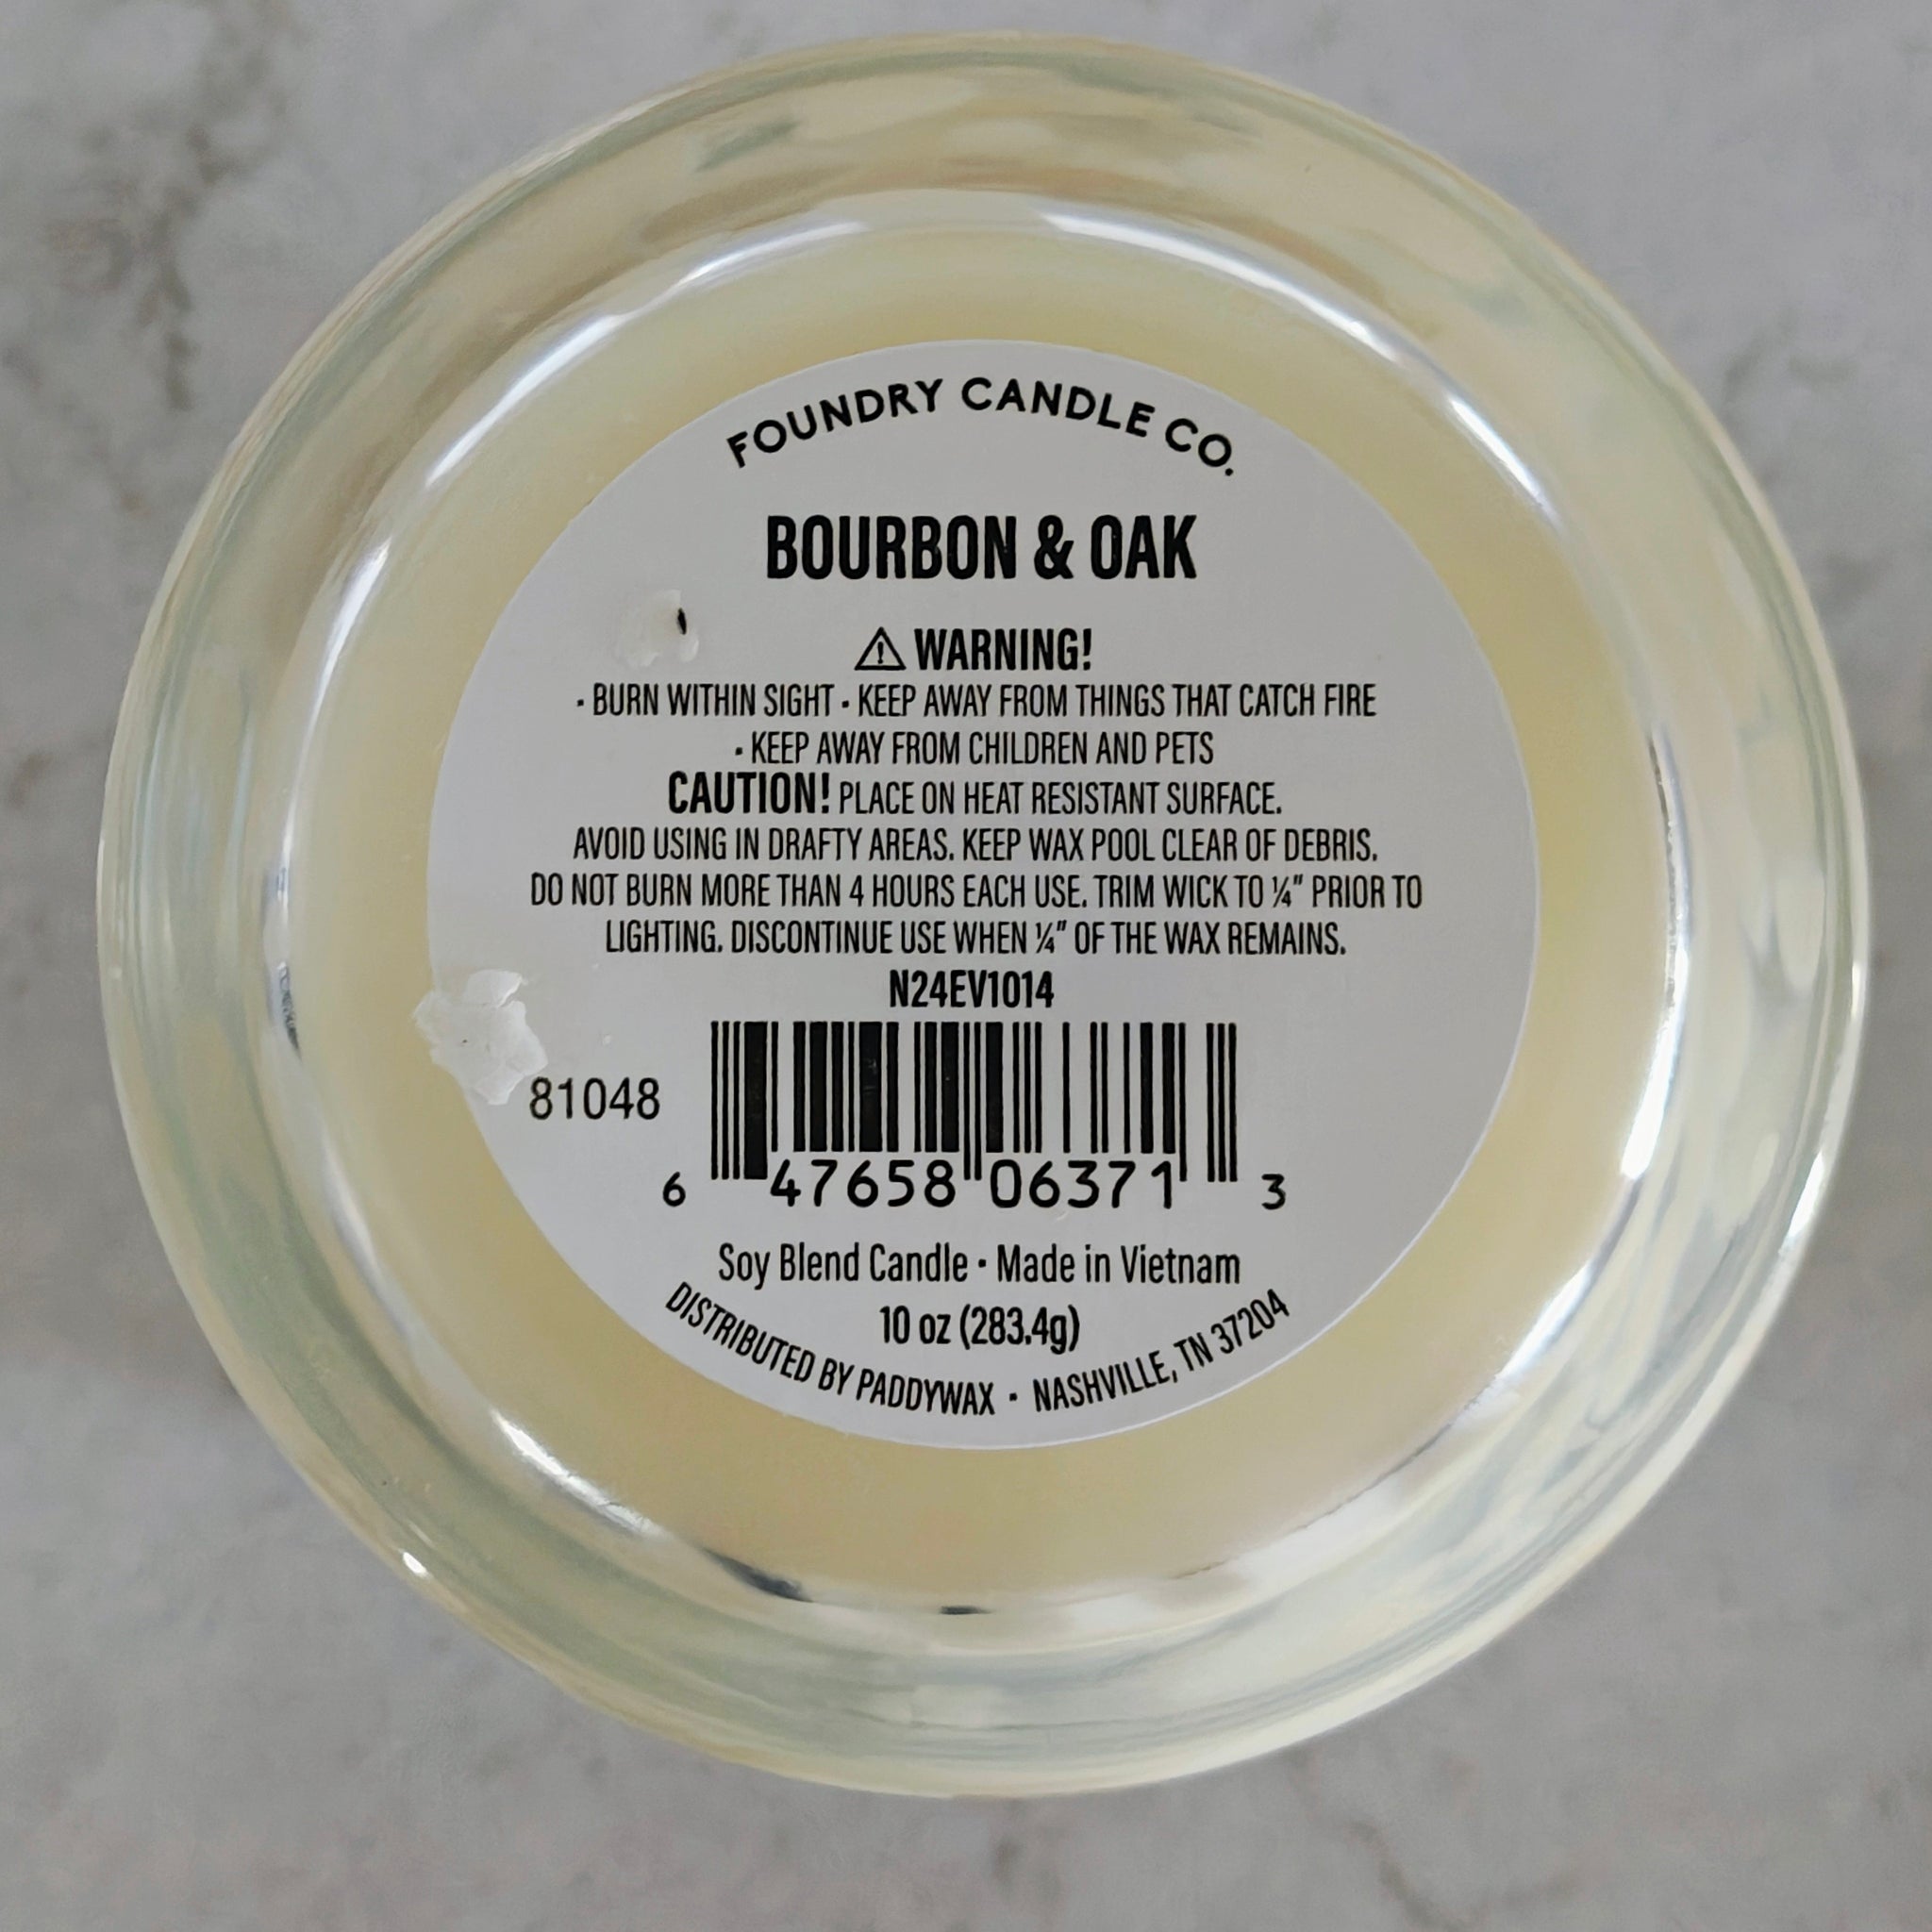 FOUNDRY CANDLE CO.
BOURBON & OAK
⚠ WARNING!
• BURN WITHIN SIGHT • KEEP AWAY FROM THINGS THAT CATCH FIRE
• KEEP AWAY FROM CHILDREN AND PETS
CAUTION! PLACE ON HEAT RESISTANT SURFACE.
AVOID USING IN DRAFTY AREAS. KEEP WAX POOL CLEAR OF DEBRIS.
DO NOT BURN MORE THAN 4 HOURS EACH USE. TRIM WICK TO ¼" PRIOR TO
LIGHTING. DISCONTINUE USE WHEN ¼" OF THE WAX REMAINS.
N24EV1014
81048
6 47658 06371 3
Soy Blend Candle • Made in Vietnam
10 oz (283.4g)
DISTRIBUTED BY PADDYWAX • NASHVILLE, TN 37204